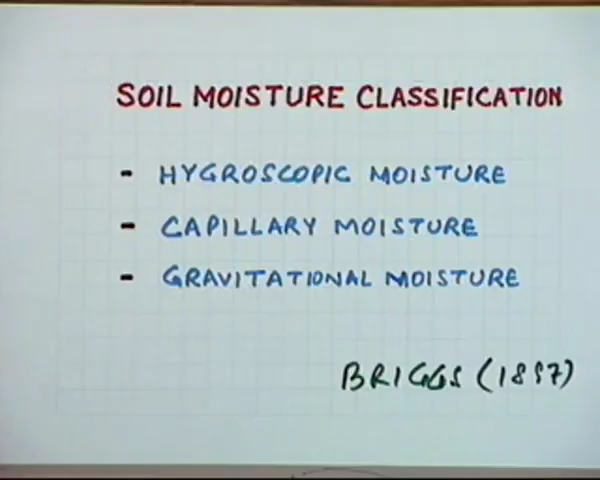 SOIL MOISTURE CLASSIFICATION
- HYGROSCOPIC MOISTURE
- CAPILLARY MOISTURE
- GRAVITATIONAL MOISTURE
BRIGGS (1897)